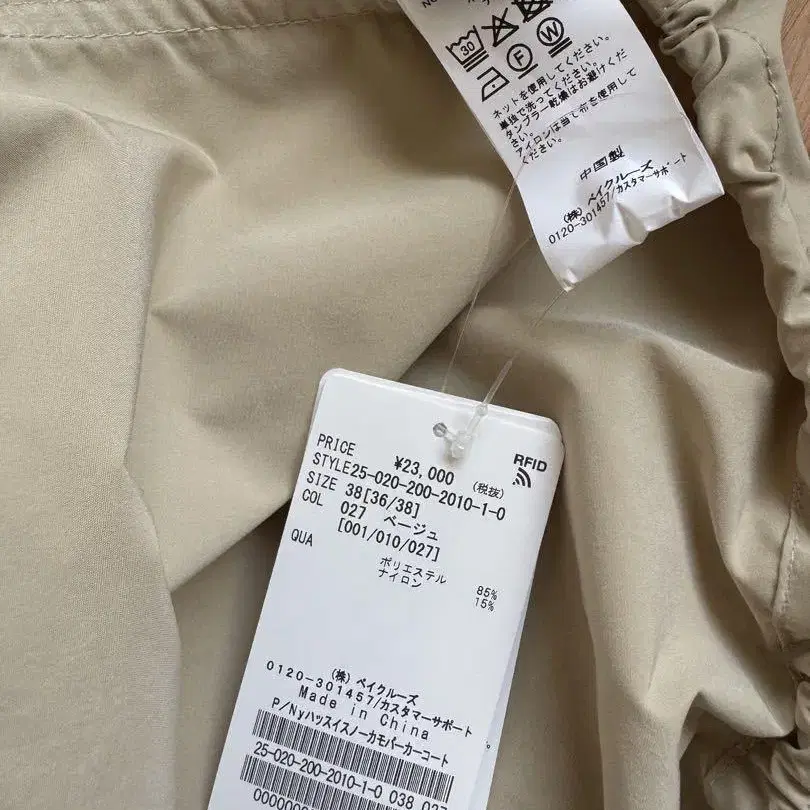 30
F
W
ネットを使用してください。
単独で洗ってください。
タンブラー乾燥はお避けくだ
さい。
アイロンは当て布を使用して
ください。
中国製
(株) ベイクルーズ
0120-301457/カスタマーサポート
RFID
PRICE ¥23,000 (税抜)
STYLE25-020-200-2010-1-0
SIZE 38[36/38]
COL 027 ベージュ
[001/010/027]
QUA
ポリエステル 85%
ナイロン 15%
(株) ベイクルーズ
0120-301457/カスタマーサポート
Made in China
P/Nyハッスイスノーカモパーカーコート
25-020-200-2010-1-0 038 027